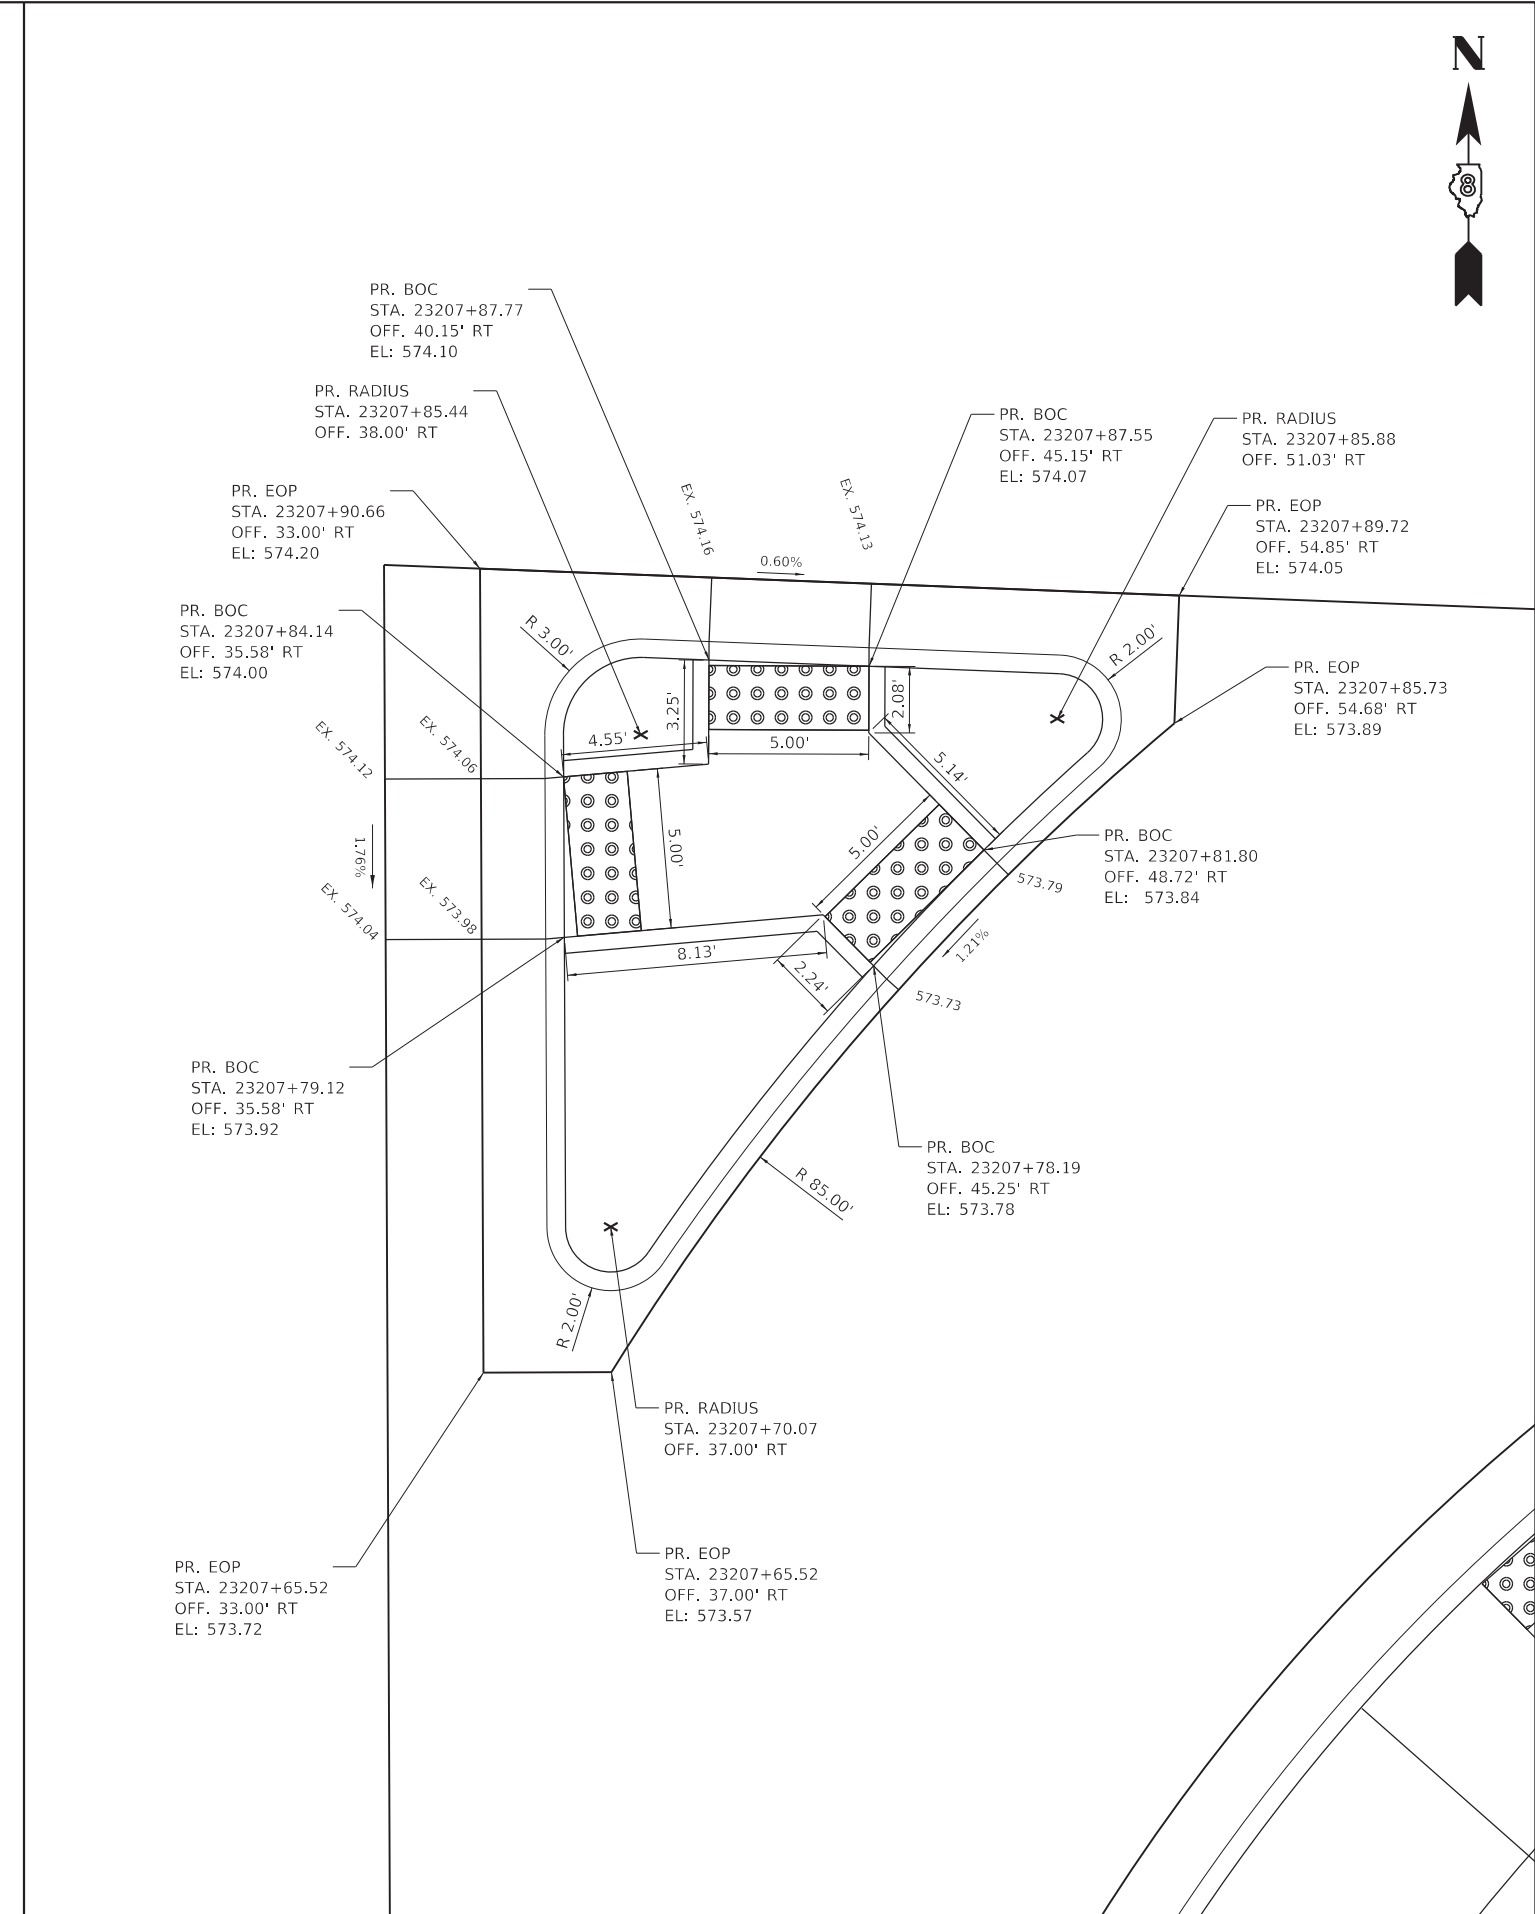 N
8
PR. BOC
STA. 23207+87.77
OFF. 40.15' RT
EL: 574.10
PR. RADIUS
STA. 23207+85.44
OFF. 38.00' RT
PR. EOP
STA. 23207+90.66
OFF. 33.00' RT
EL: 574.20
PR. BOC
STA. 23207+84.14
OFF. 35.58' RT
EL: 574.00
PR. BOC
STA. 23207+87.55
OFF. 45.15' RT
EL: 574.07
PR. RADIUS
STA. 23207+85.88
OFF. 51.03' RT
PR. EOP
STA. 23207+89.72
OFF. 54.85' RT
EL: 574.05
PR. EOP
STA. 23207+85.73
OFF. 54.68' RT
EL: 573.89
EX. 574.16
EX. 574.13
0.60%
R 3.00'
R 2.00'
3.25'
2.08'
4.55'
5.00'
5.14'
EX. 574.12
EX. 574.06
1.76%
5.00'
5.00'
EX. 574.04
EX. 573.98
8.13'
2.24'
PR. BOC
STA. 23207+81.80
OFF. 48.72' RT
EL: 573.84
573.79
1.21%
573.73
PR. BOC
STA. 23207+79.12
OFF. 35.58' RT
EL: 573.92
PR. BOC
STA. 23207+78.19
OFF. 45.25' RT
EL: 573.78
R 85.00'
R 2.00'
PR. RADIUS
STA. 23207+70.07
OFF. 37.00' RT
PR. EOP
STA. 23207+65.52
OFF. 33.00' RT
EL: 573.72
PR. EOP
STA. 23207+65.52
OFF. 37.00' RT
EL: 573.57